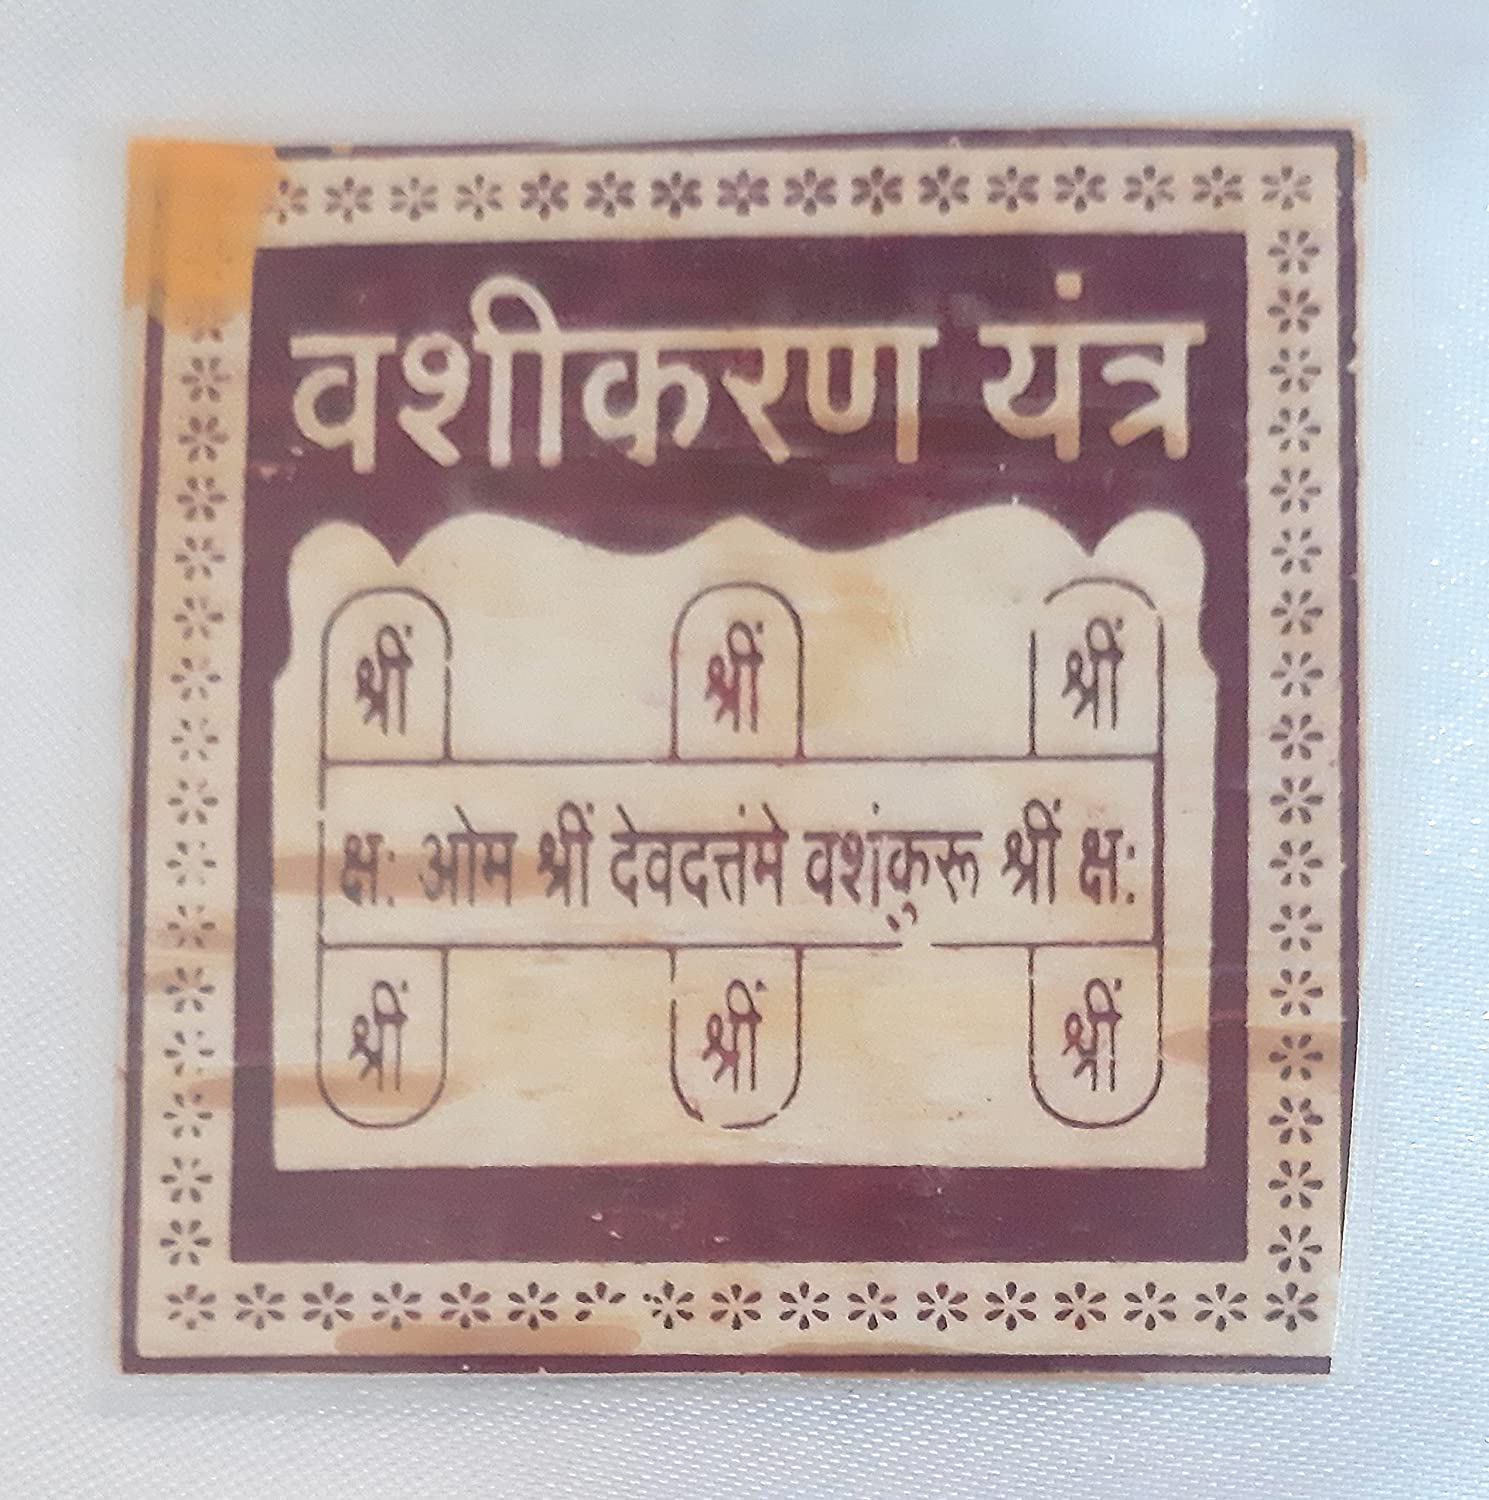 वशीकरण यंत्र
श्रीं श्रीं श्रीं
क्षः ओम श्रीं देवदत्तंमे वशंकुरू श्रीं क्षः
श्रीं श्रीं श्रीं